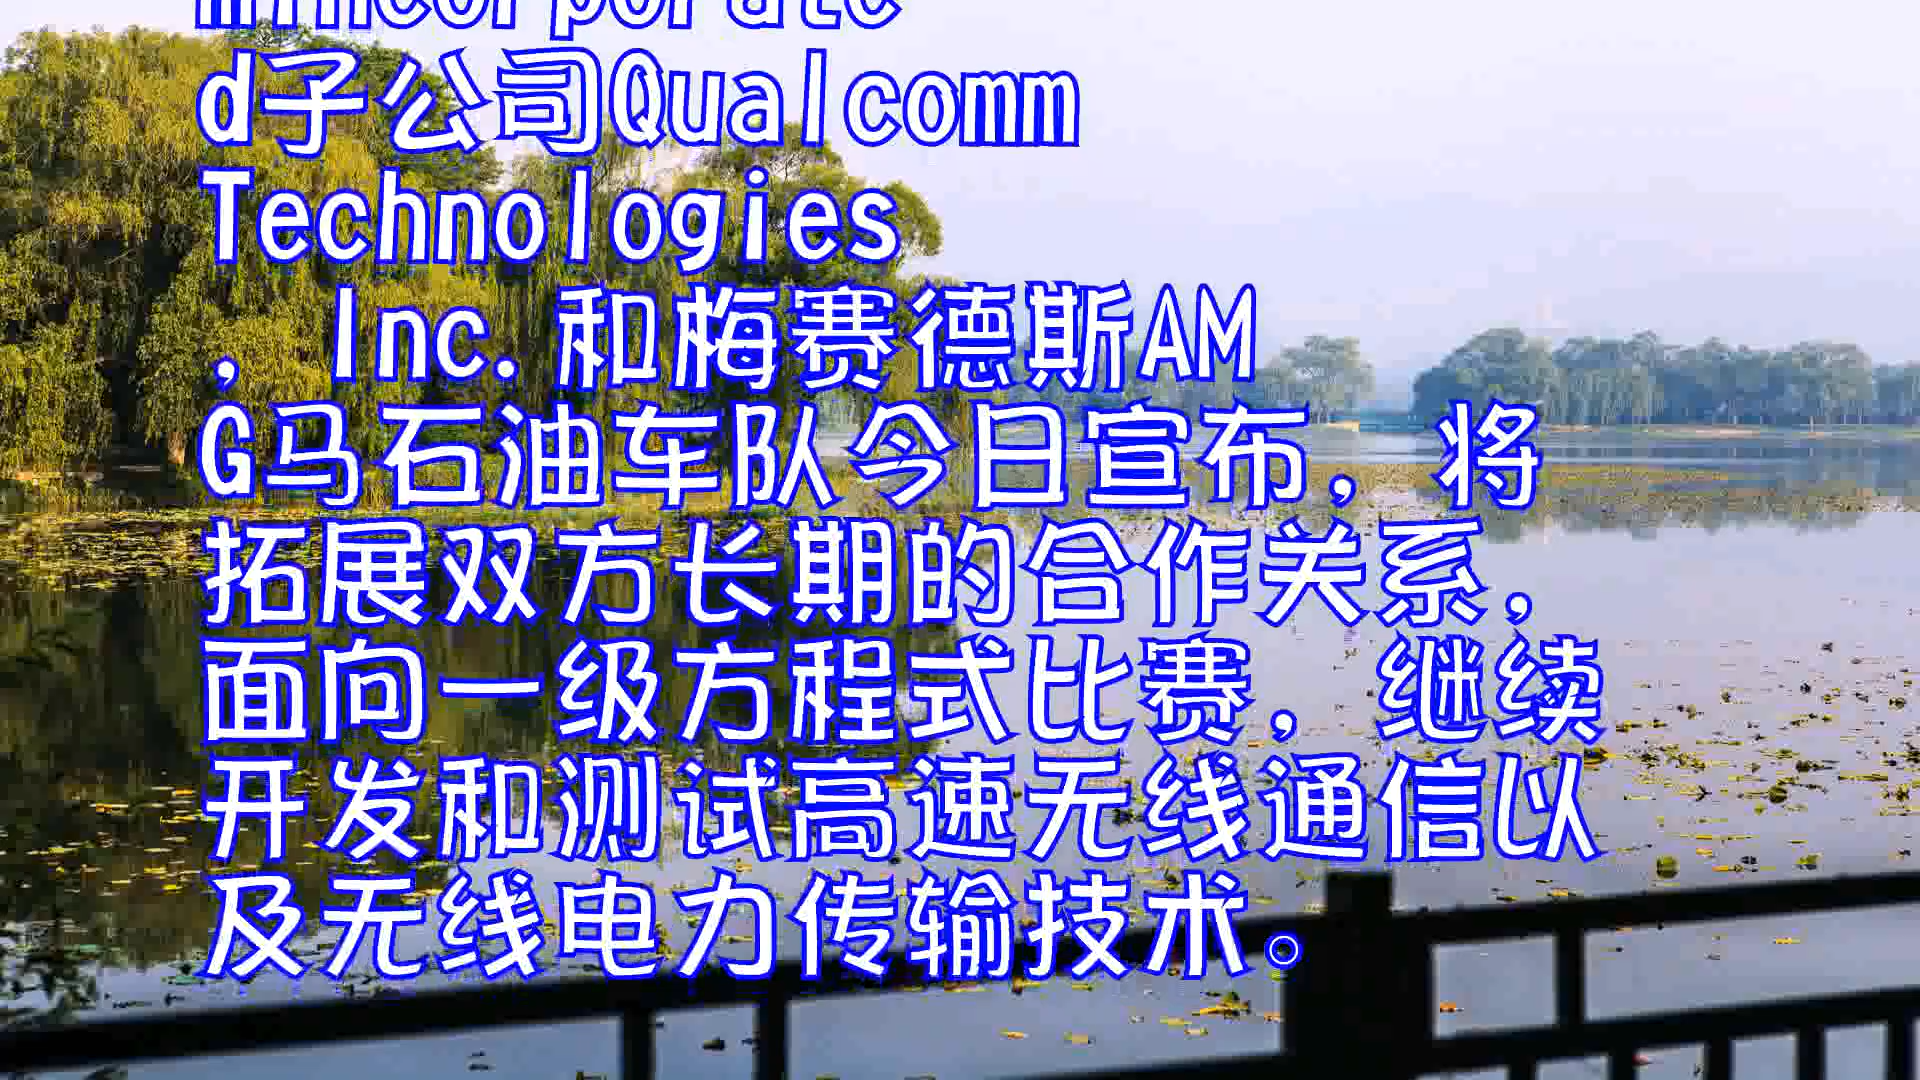 mIncorporate
d子公司Qualcomm
Technologies
，Inc.和梅赛德斯AM
G马石油车队今日宣布，将
拓展双方长期的合作关系，
面向一级方程式比赛，继续
开发和测试高速无线通信以
及无线电力传输技术。